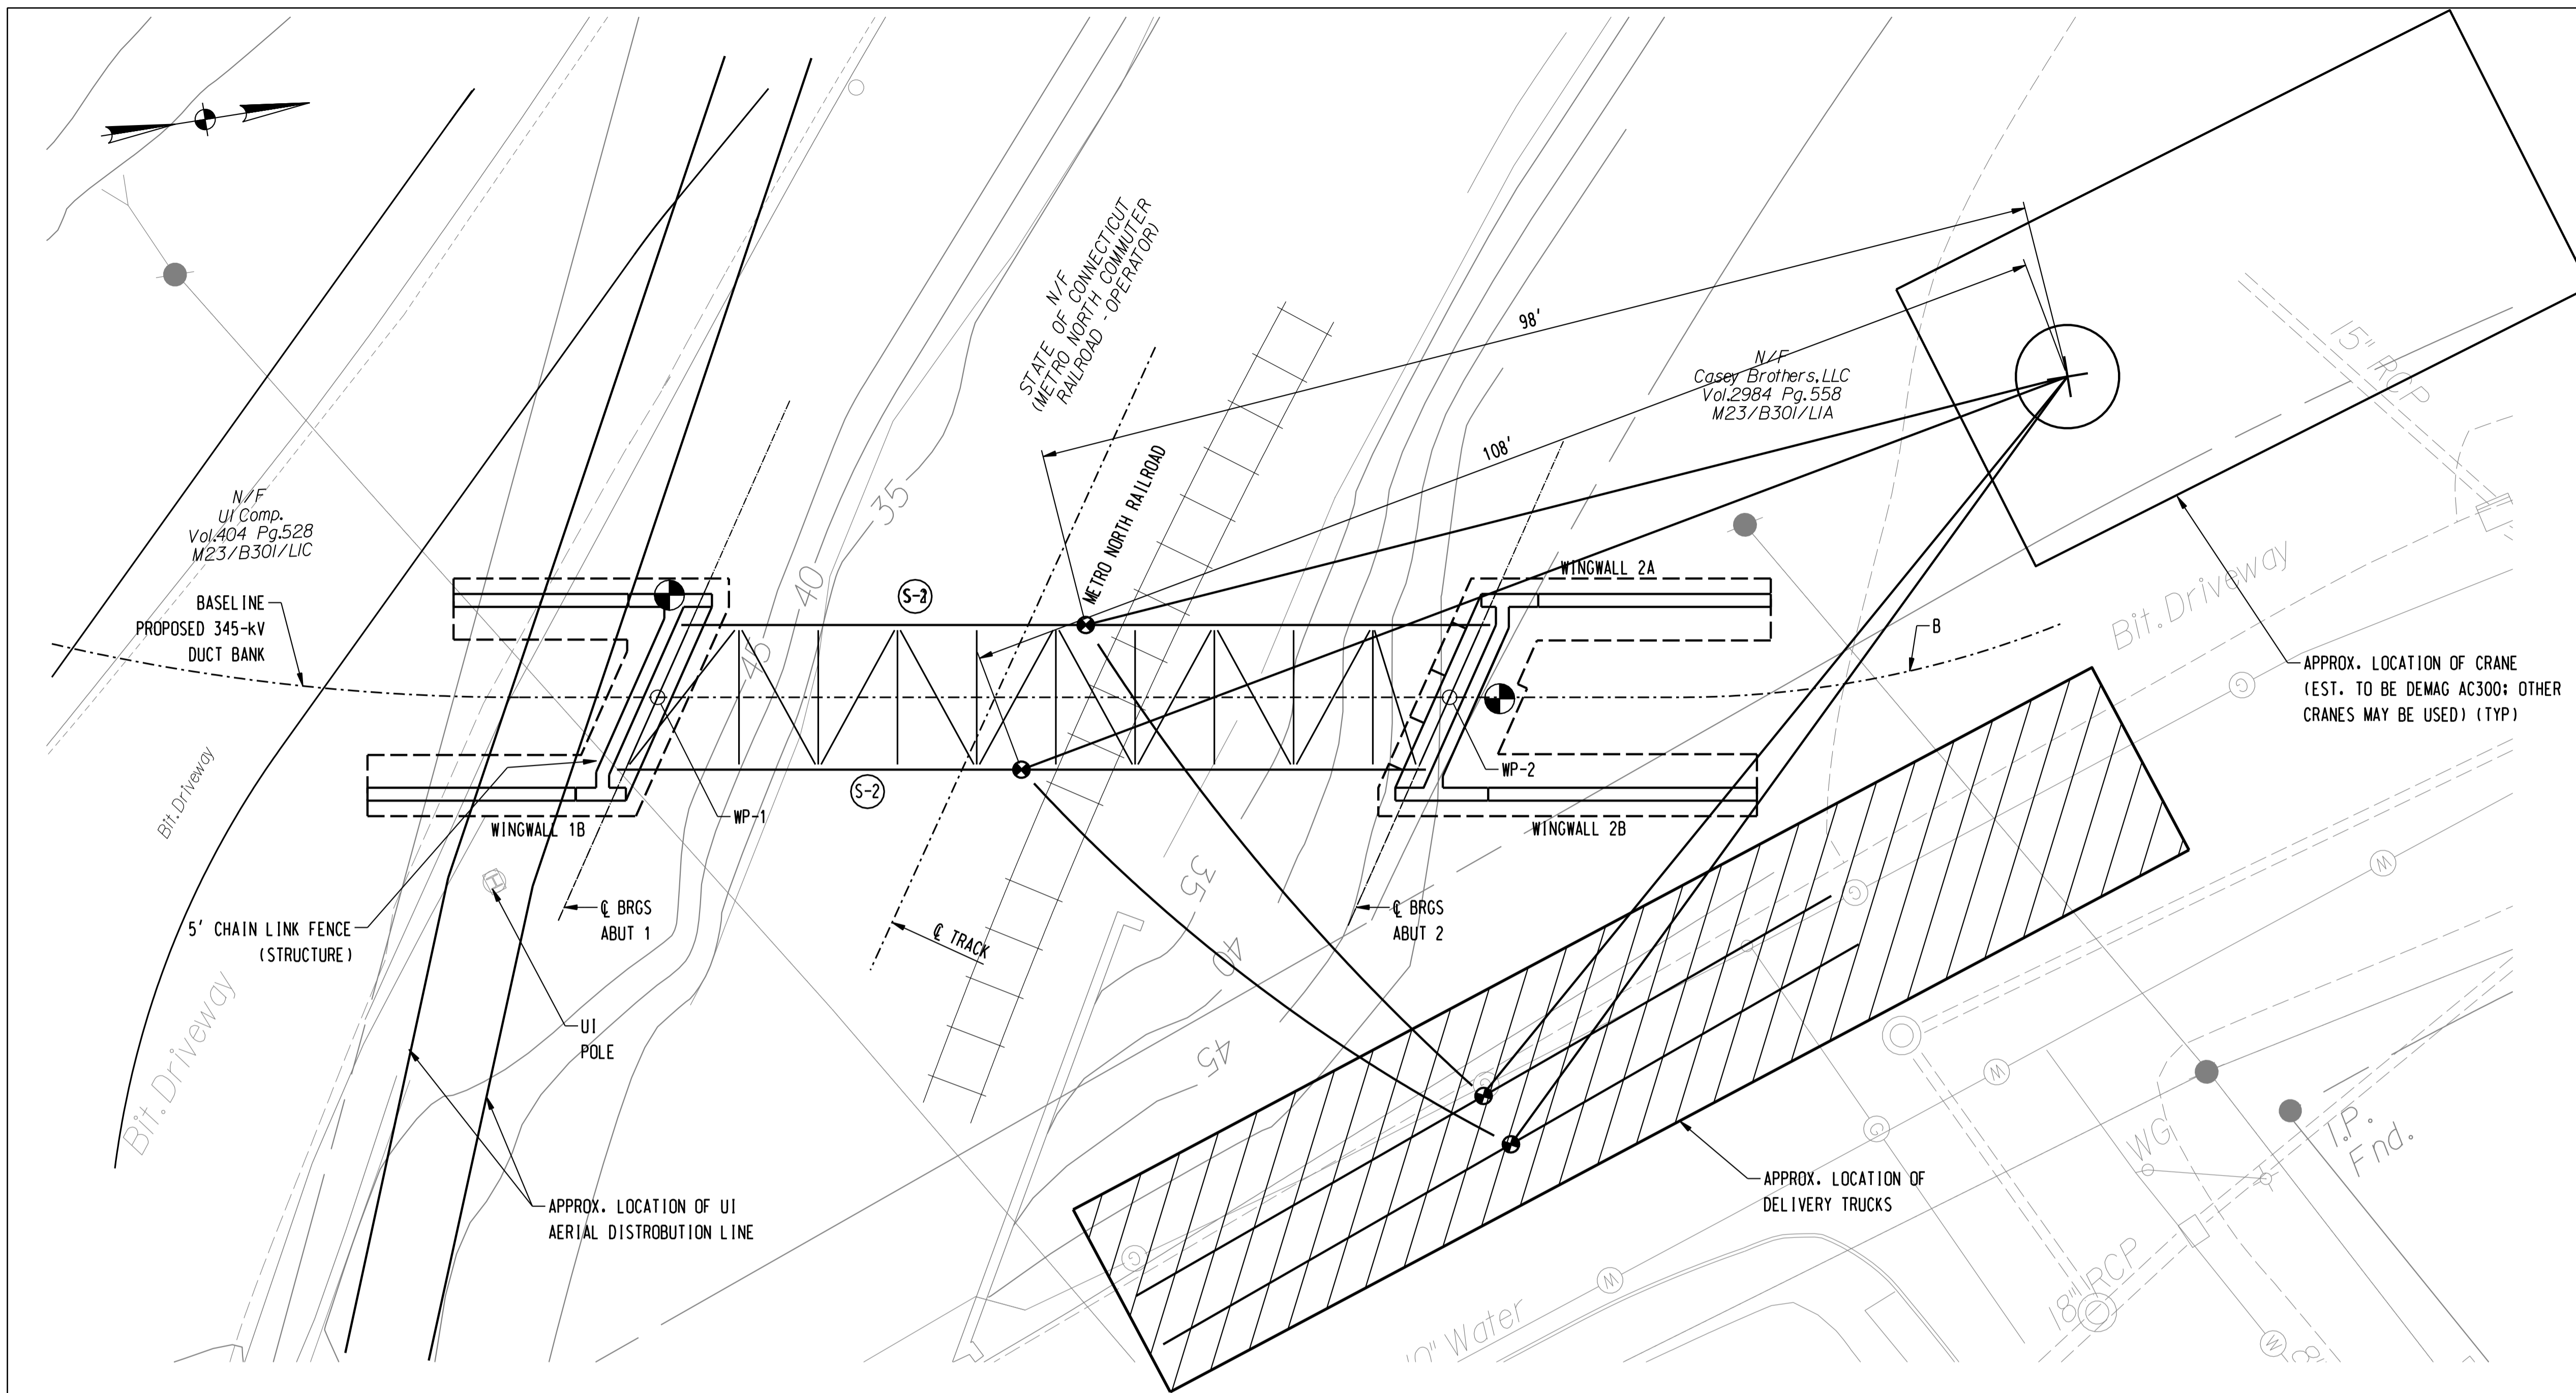 N/F
STATE OF CONNECTICUT
(METRO NORTH COMMUTER
RAILROAD - OPERATOR)
98'
108'
N/F
Casey Brothers, LLC
Vol.2984 Pg.558
M23/B301/L1A
15" RCP
METRO NORTH RAILROAD
35
40
45
N/F
UI Comp.
Vol.404 Pg.528
M23/B301/L1C
BASELINE
PROPOSED 345-kV
DUCT BANK
WINGWALL 2A
B
Bit. Driveway
APPROX. LOCATION OF CRANE
(EST. TO BE DEMAG AC300; OTHER
CRANES MAY BE USED) (TYP)
G
Bit. Driveway
S-2
WP-1
WP-2
WINGWALL 1B
WINGWALL 2B
W
G
5' CHAIN LINK FENCE
(STRUCTURE)
℄ BRGS
ABUT 1
℄ TRACK
℄ BRGS
ABUT 2
35
40
45
UI
POLE
Bit. Driveway
G
W
G
WG
I.P.
Fnd.
APPROX. LOCATION OF UI
AERIAL DISTROBUTION LINE
APPROX. LOCATION OF
DELIVERY TRUCKS
G
W
18" RCP
W
Water